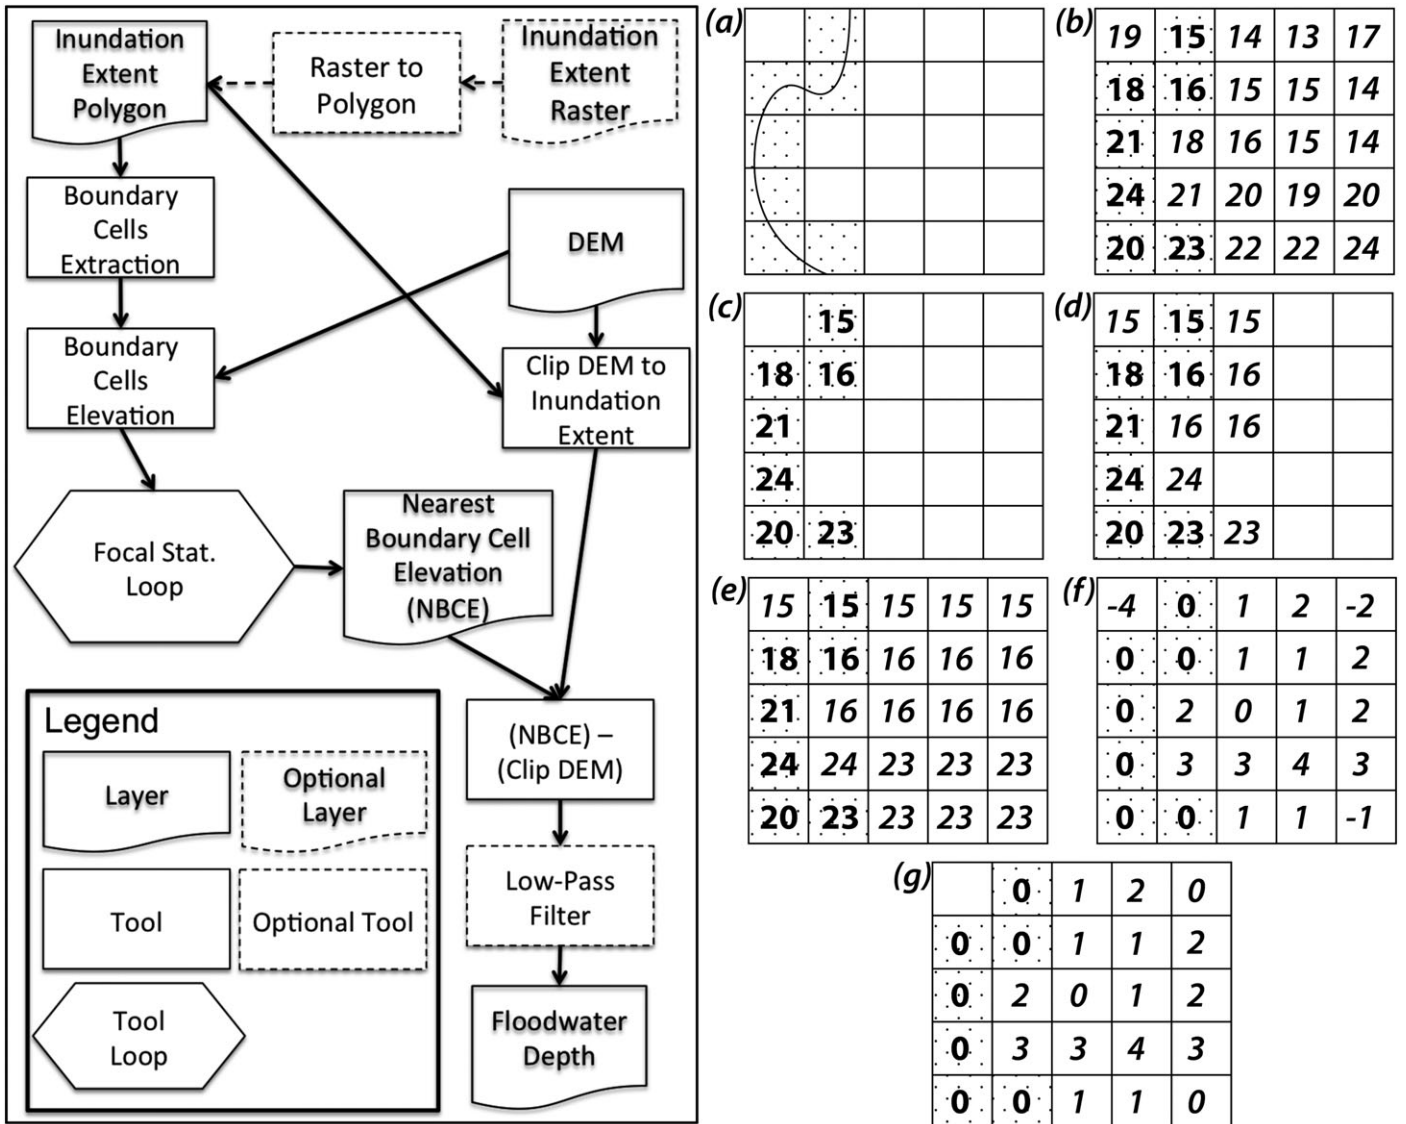 Inundation
Extent
Polygon
Raster to
Polygon
Inundation
Extent
Raster
Boundary
Cells
Extraction
DEM
Boundary
Cells
Elevation
Clip DEM to
Inundation
Extent
Focal Stat.
Loop
Nearest
Boundary Cell
Elevation
(NBCE)
(NBCE) –
(Clip DEM)
Low-Pass
Filter
Floodwater
Depth
Legend
Layer
Optional
Layer
Tool
Optional Tool
Tool
Loop
(a)
(b)
19 15 14 13 17
18 16 15 15 14
21 18 16 15 14
24 21 20 19 20
20 23 22 22 24
(c)
15
18 16
21
24
20 23
(d)
15 15 15
18 16 16
21 16 16
24 24
20 23 23
(e)
15 15 15 15 15
18 16 16 16 16
21 16 16 16 16
24 24 23 23 23
20 23 23 23 23
(f)
-4 0 1 2 -2
0 0 1 1 2
0 2 0 1 2
0 3 3 4 3
0 0 1 1 -1
(g)
0 1 2 0
0 0 1 1 2
0 2 0 1 2
0 3 3 4 3
0 0 1 1 0